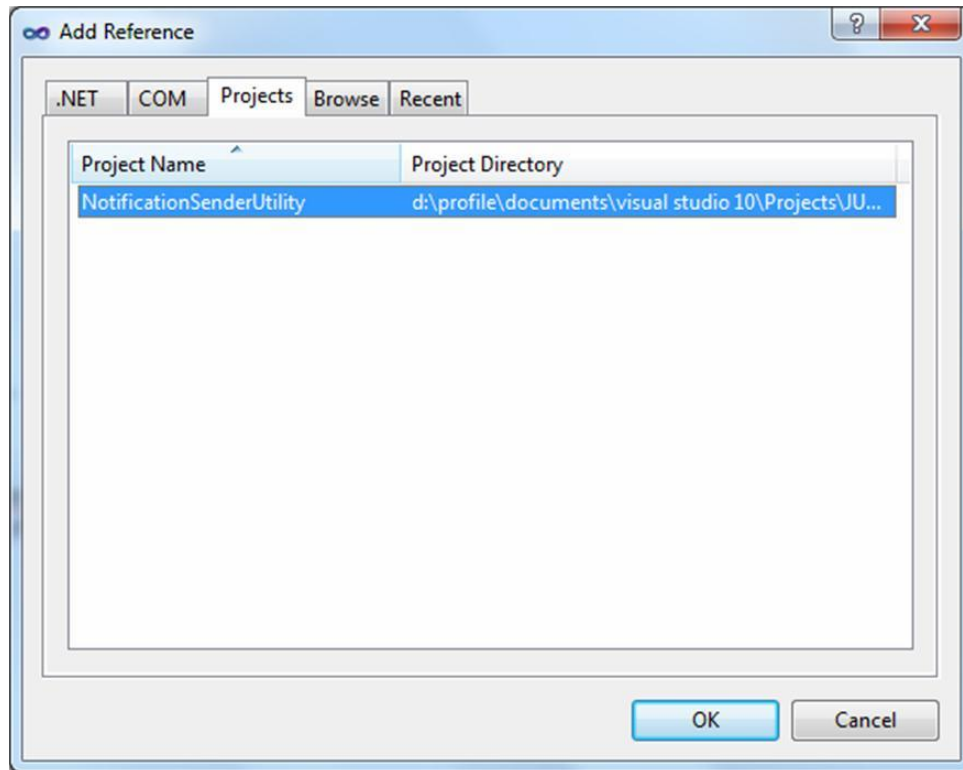 Add Reference
.NET COM Projects Browse Recent
Project Name Project Directory
NotificationSenderUtility d:\profile\documents\visual studio 10\Projects\JU...
OK Cancel